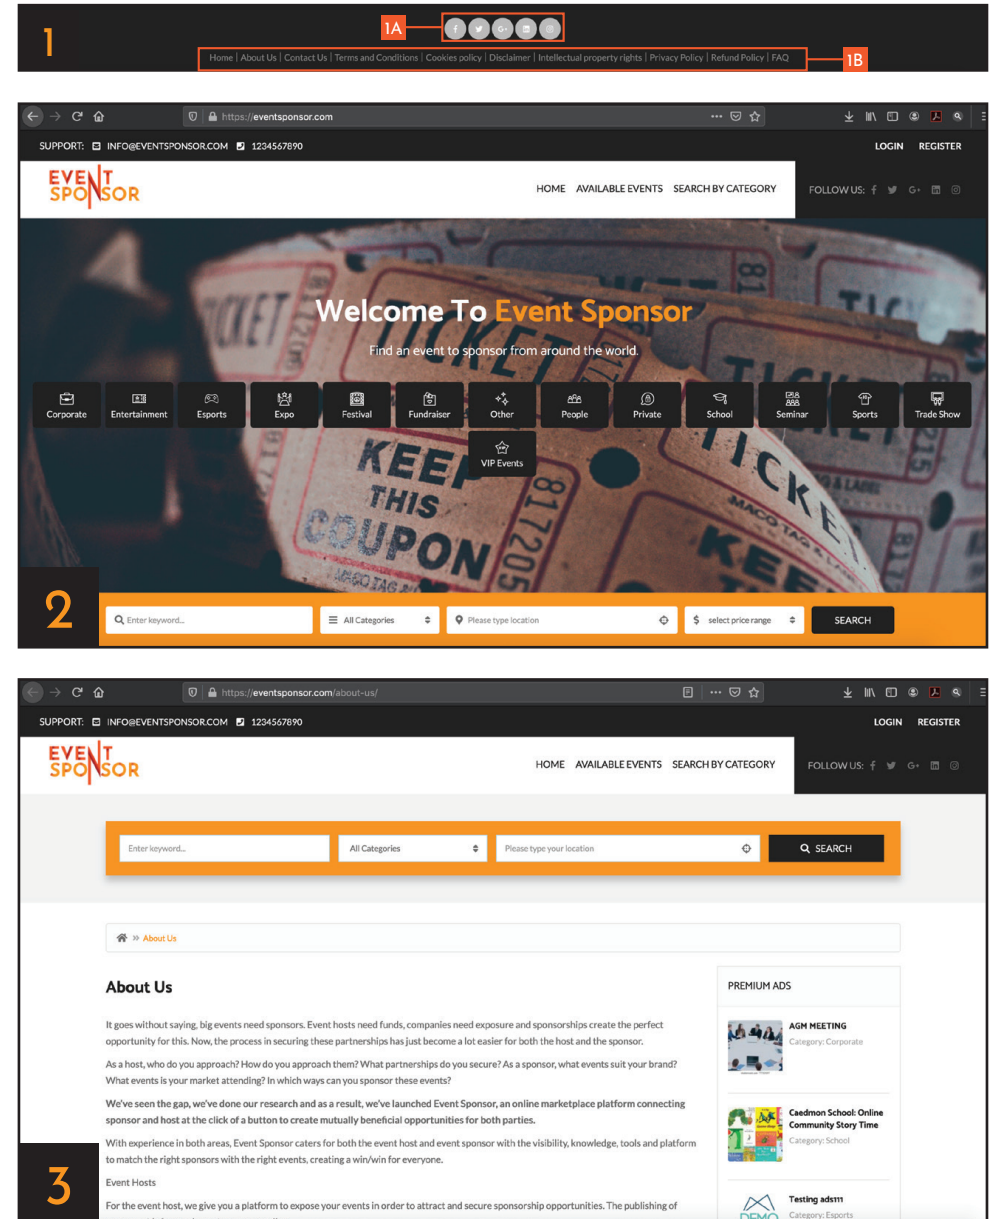 1
1A
Home | About Us | Contact Us | Terms and Conditions | Cookies policy | Disclaimer | Intellectual property rights | Privacy Policy | Refund Policy | FAQ
1B
https://eventsponsor.com
SUPPORT: INFO@EVENTSPONSOR.COM 1234567890
LOGIN REGISTER
EVENT
SPONSOR
HOME AVAILABLE EVENTS SEARCH BY CATEGORY
FOLLOW US:
Welcome To Event Sponsor
Find an event to sponsor from around the world.
Corporate Entertainment Esports Expo Festival Fundraiser Other People Private School Seminar Sports Trade Show
VIP Events
TICKET
TICKET
TICKET
KEEP
THIS
COUPON
817205
MACO TAG & LABEL
2
Enter keyword... All Categories Please type location $ select price range SEARCH
https://eventsponsor.com/about-us/
SUPPORT: INFO@EVENTSPONSOR.COM 1234567890
LOGIN REGISTER
EVENT
SPONSOR
HOME AVAILABLE EVENTS SEARCH BY CATEGORY
FOLLOW US:
Enter keyword... All Categories Please type your location SEARCH
» About Us
About Us
It goes without saying, big events need sponsors. Event hosts need funds, companies need exposure and sponsorships create the perfect
opportunity for this. Now, the process in securing these partnerships has just become a lot easier for both the host and the sponsor.
As a host, who do you approach? How do you approach them? What partnerships do you secure? As a sponsor, what events suit your brand?
What events is your market attending? In which ways can you sponsor these events?
We've seen the gap, we've done our research and as a result, we've launched Event Sponsor, an online marketplace platform connecting
sponsor and host at the click of a button to create mutually beneficial opportunities for both parties.
With experience in both areas, Event Sponsor caters for both the event host and event sponsor with the visibility, knowledge, tools and platform
to match the right sponsors with the right events, creating a win/win for everyone.
Event Hosts
For the event host, we give you a platform to expose your events in order to attract and secure sponsorship opportunities. The publishing of
PREMIUM ADS
AGM MEETING
Category: Corporate
Caedmon School: Online
Community Story Time
Category: School
DEMO
Testing ads111
Category: Esports
3